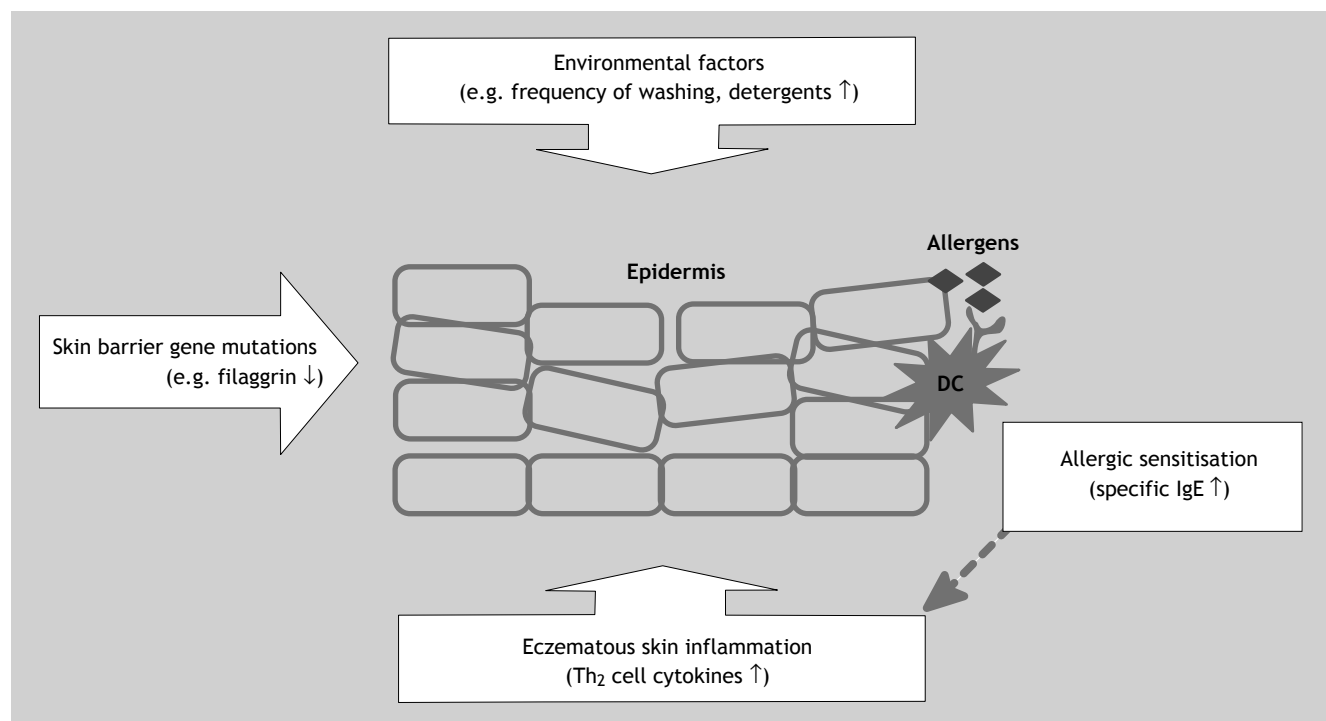 Environmental factors
(e.g. frequency of washing, detergents ↑)
Allergens
Epidermis
Skin barrier gene mutations
(e.g. filaggrin ↓)
DC
Allergic sensitisation
(specific IgE ↑)
Eczematous skin inflammation
(Th₂ cell cytokines ↑)